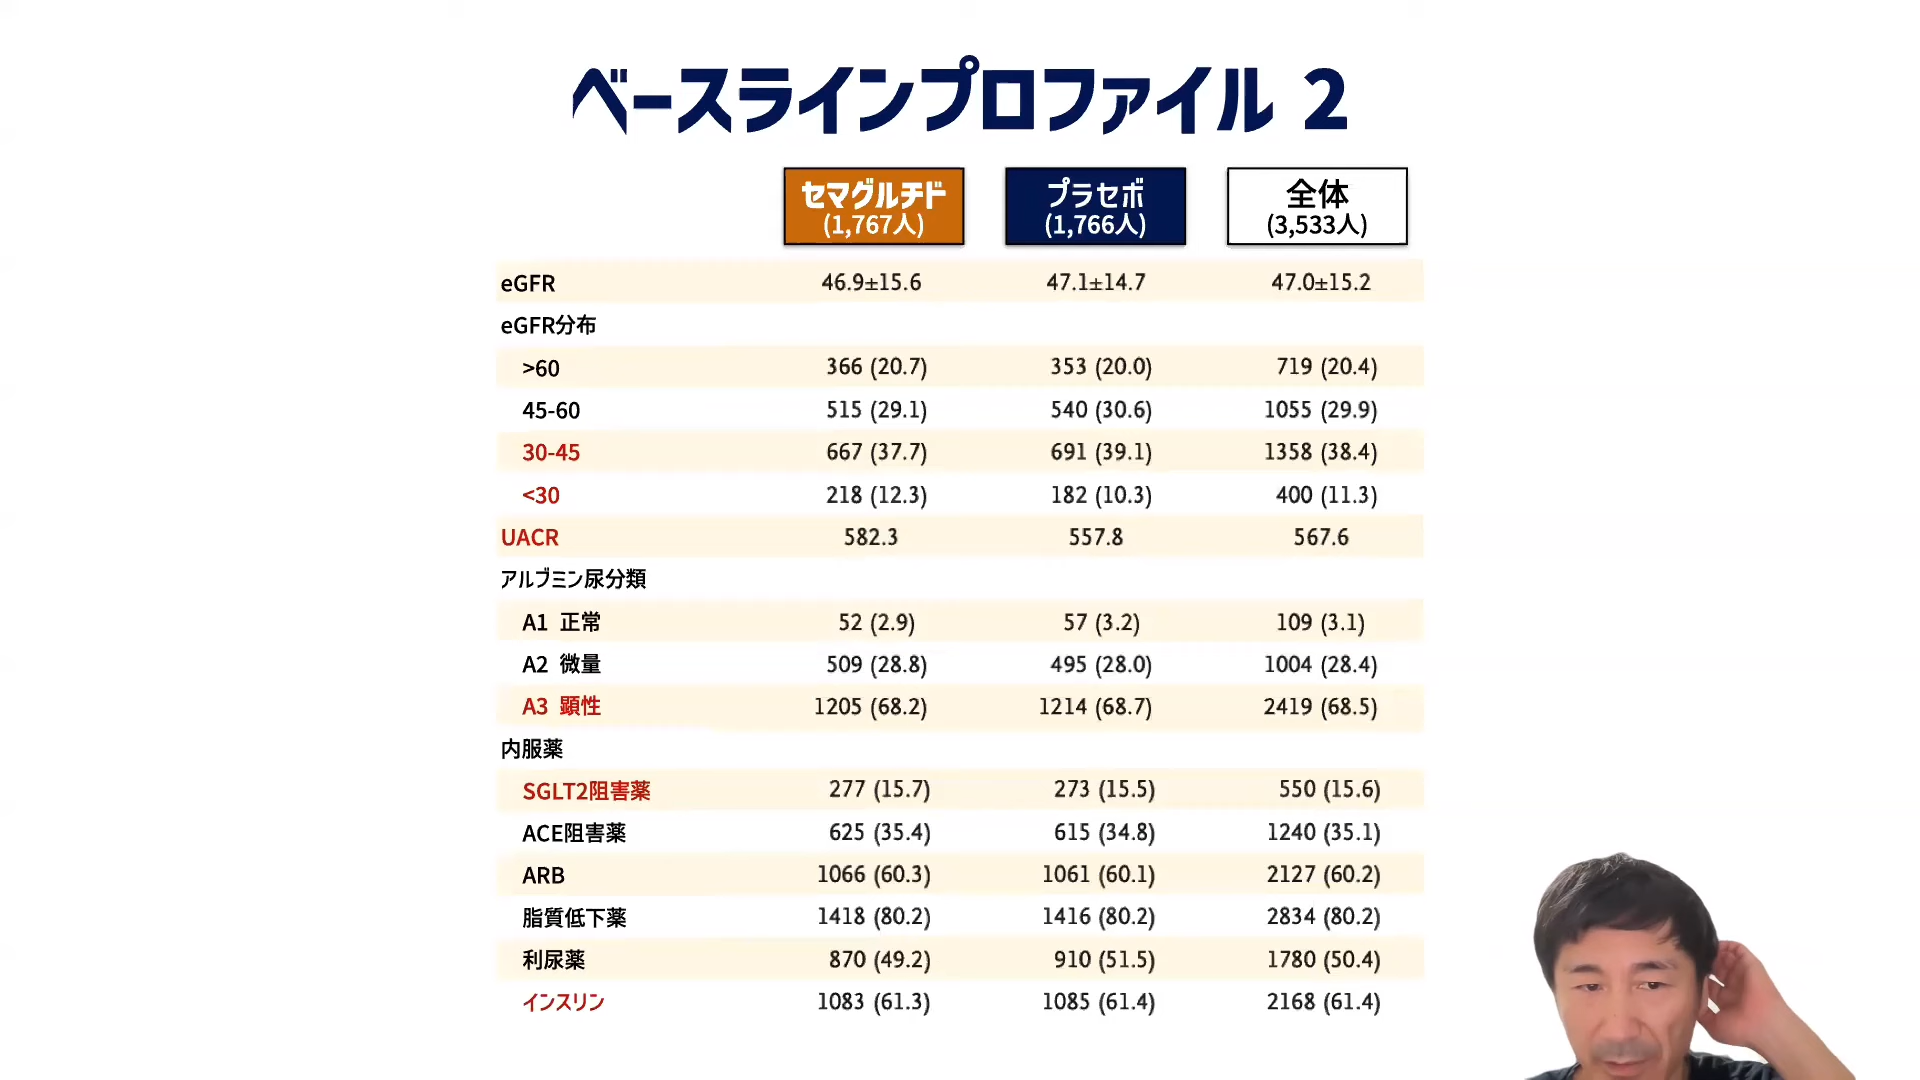 ベースラインプロファイル 2
セマグルチド プラセボ 全体
(1,767人) (1,766人) (3,533人)
eGFR 46.9±15.6 47.1±14.7 47.0±15.2
eGFR分布
>60 366 (20.7) 353 (20.0) 719 (20.4)
45-60 515 (29.1) 540 (30.6) 1055 (29.9)
30-45 667 (37.7) 691 (39.1) 1358 (38.4)
<30 218 (12.3) 182 (10.3) 400 (11.3)
UACR 582.3 557.8 567.6
アルブミン尿分類
A1 正常 52 (2.9) 57 (3.2) 109 (3.1)
A2 微量 509 (28.8) 495 (28.0) 1004 (28.4)
A3 顕性 1205 (68.2) 1214 (68.7) 2419 (68.5)
内服薬
SGLT2阻害薬 277 (15.7) 273 (15.5) 550 (15.6)
ACE阻害薬 625 (35.4) 615 (34.8) 1240 (35.1)
ARB 1066 (60.3) 1061 (60.1) 2127 (60.2)
脂質低下薬 1418 (80.2) 1416 (80.2) 2834 (80.2)
利尿薬 870 (49.2) 910 (51.5) 1780 (50.4)
インスリン 1083 (61.3) 1085 (61.4) 2168 (61.4)